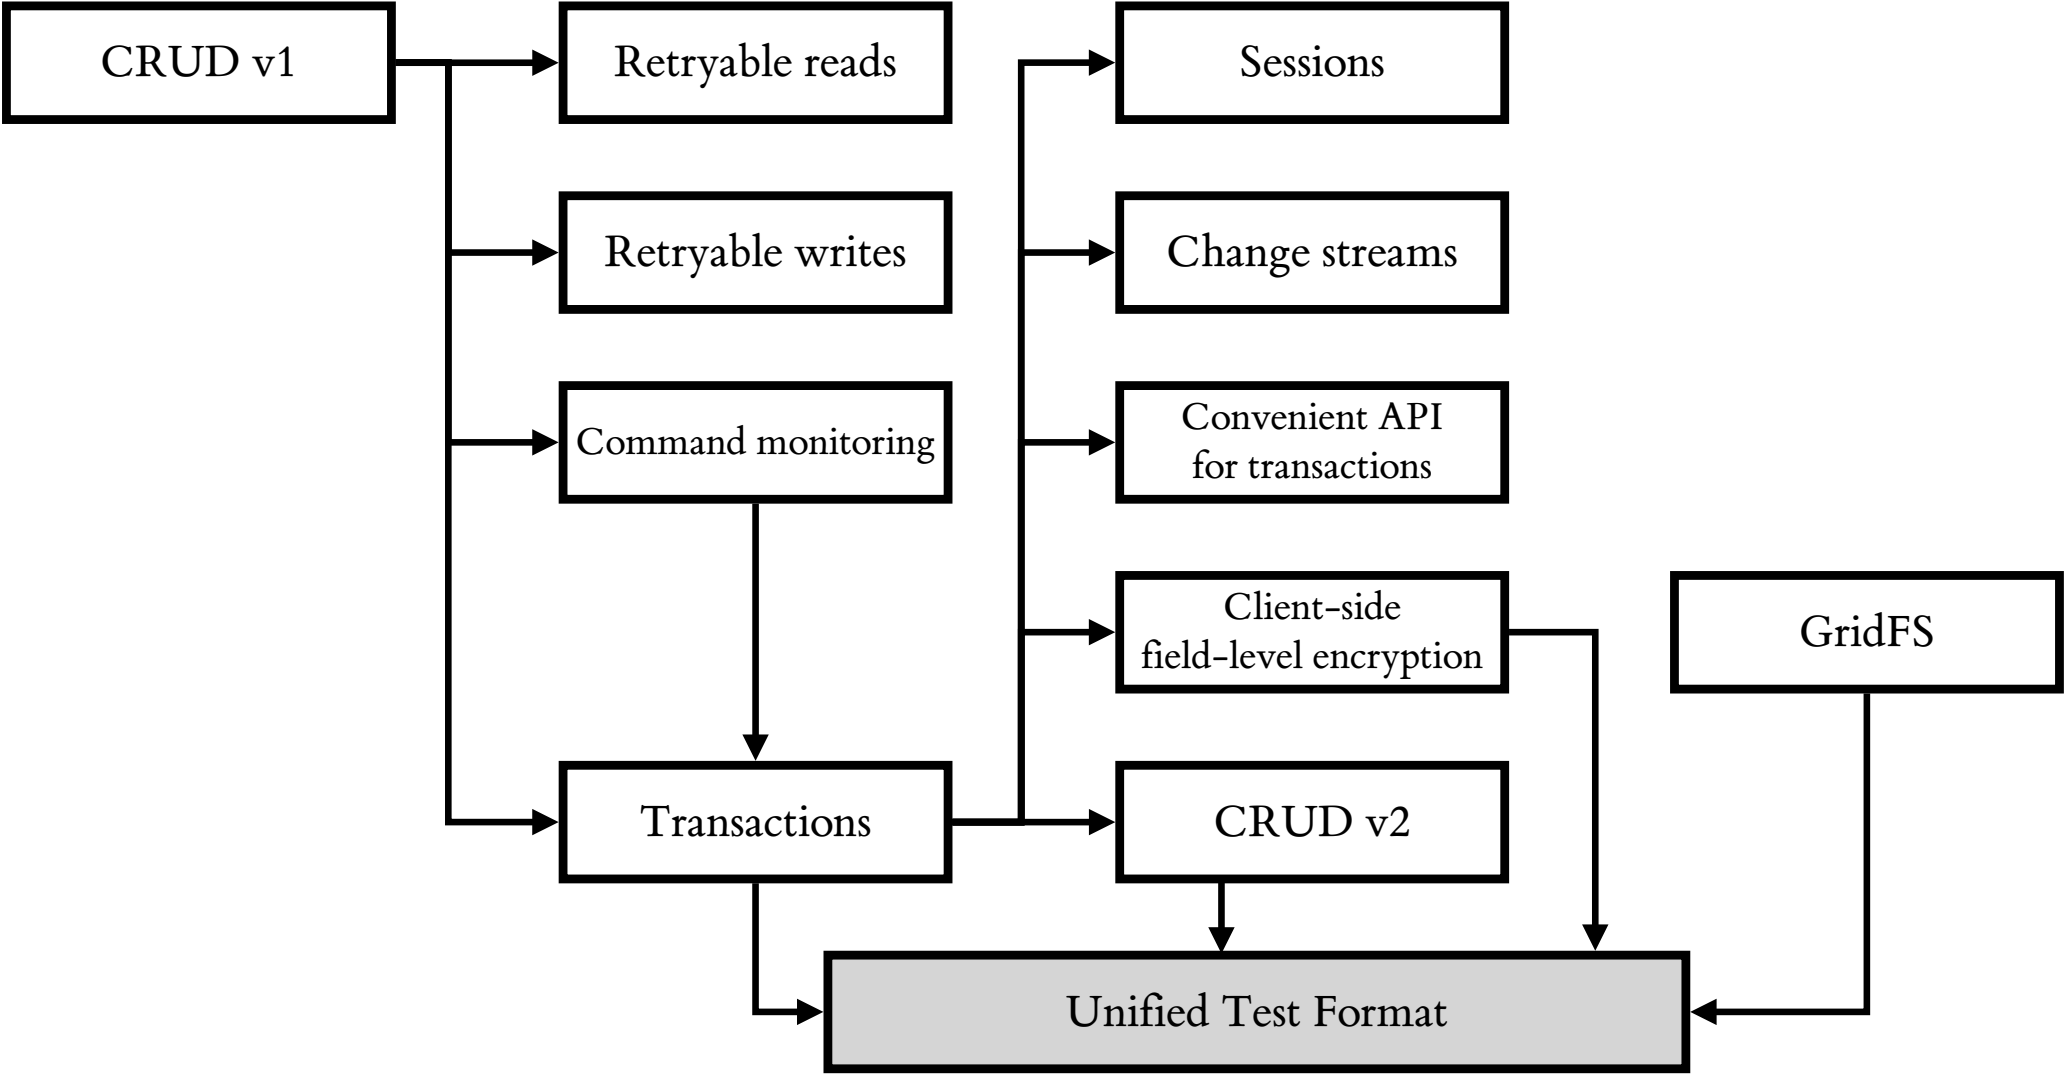 CRUD v1
Retryable reads
Sessions
Retryable writes
Change streams
Command monitoring
Convenient API
for transactions
Client-side
field-level encryption
GridFS
Transactions
CRUD v2
Unified Test Format